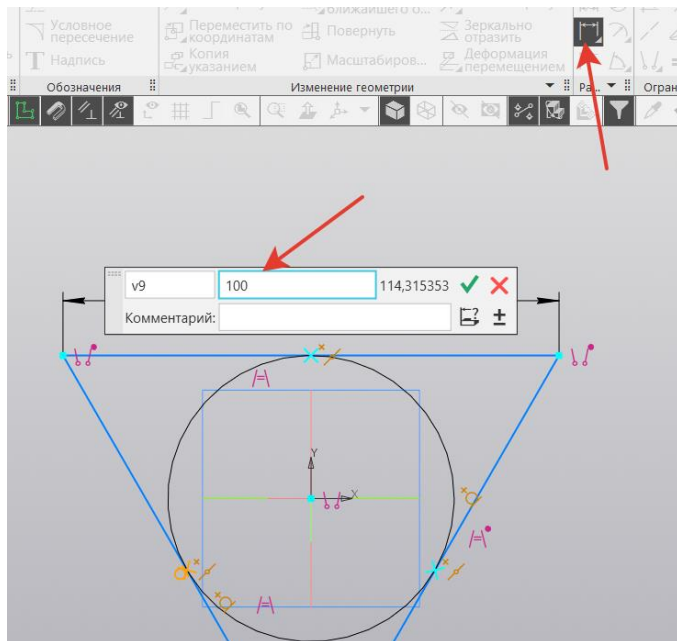 ближайшего о...
Условное
пересечение
Переместить по
координатам
Повернуть
Зеркально
отразить
Надпись
Копия
указанием
Масштабиров...
Деформация
перемещением
Обозначения
Изменение геометрии
Ра...
Огран
v9
100
114,315353
Комментарий:
Y
X